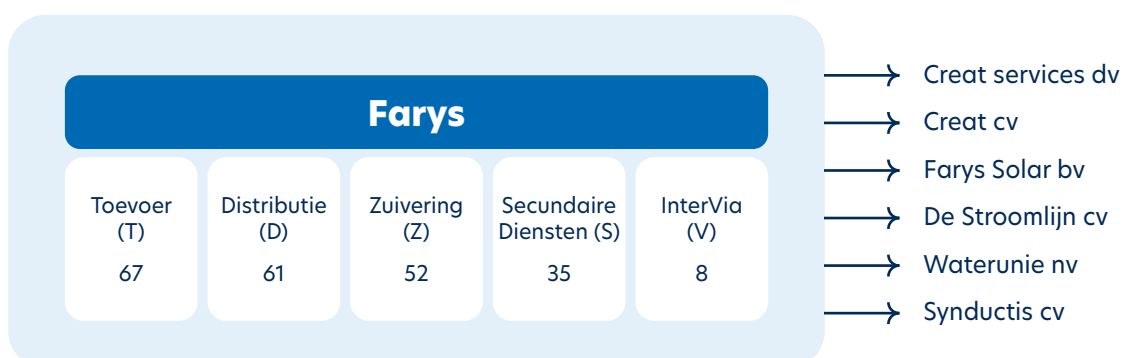 Farys
Toevoer
(T)
67
Distributie
(D)
61
Zuivering
(Z)
52
Secundaire
Diensten (S)
35
InterVia
(V)
8
Creat services dv
Creat cv
Farys Solar bv
De Stroomlijn cv
Waterunie nv
Synductis cv